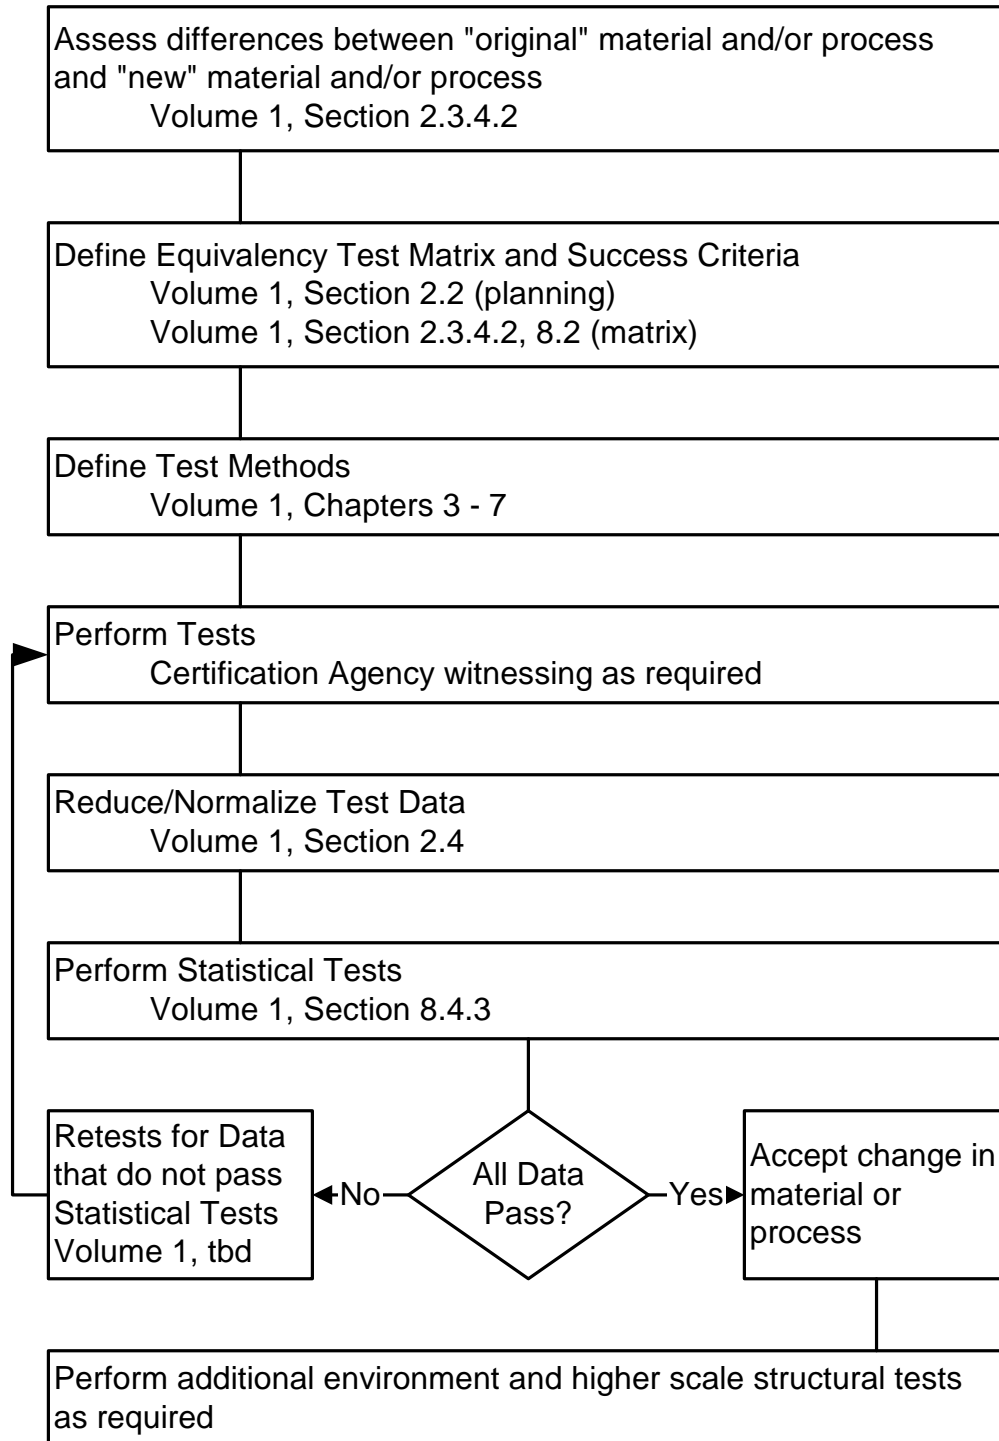 Assess differences between "original" material and/or process
and "new" material and/or process
Volume 1, Section 2.3.4.2
Define Equivalency Test Matrix and Success Criteria
Volume 1, Section 2.2 (planning)
Volume 1, Section 2.3.4.2, 8.2 (matrix)
Define Test Methods
Volume 1, Chapters 3 - 7
Perform Tests
Certification Agency witnessing as required
Reduce/Normalize Test Data
Volume 1, Section 2.4
Perform Statistical Tests
Volume 1, Section 8.4.3
Retests for Data
that do not pass
Statistical Tests
Volume 1, tbd
No
All Data
Pass?
Yes
Accept change in
material or
process
Perform additional environment and higher scale structural tests
as required